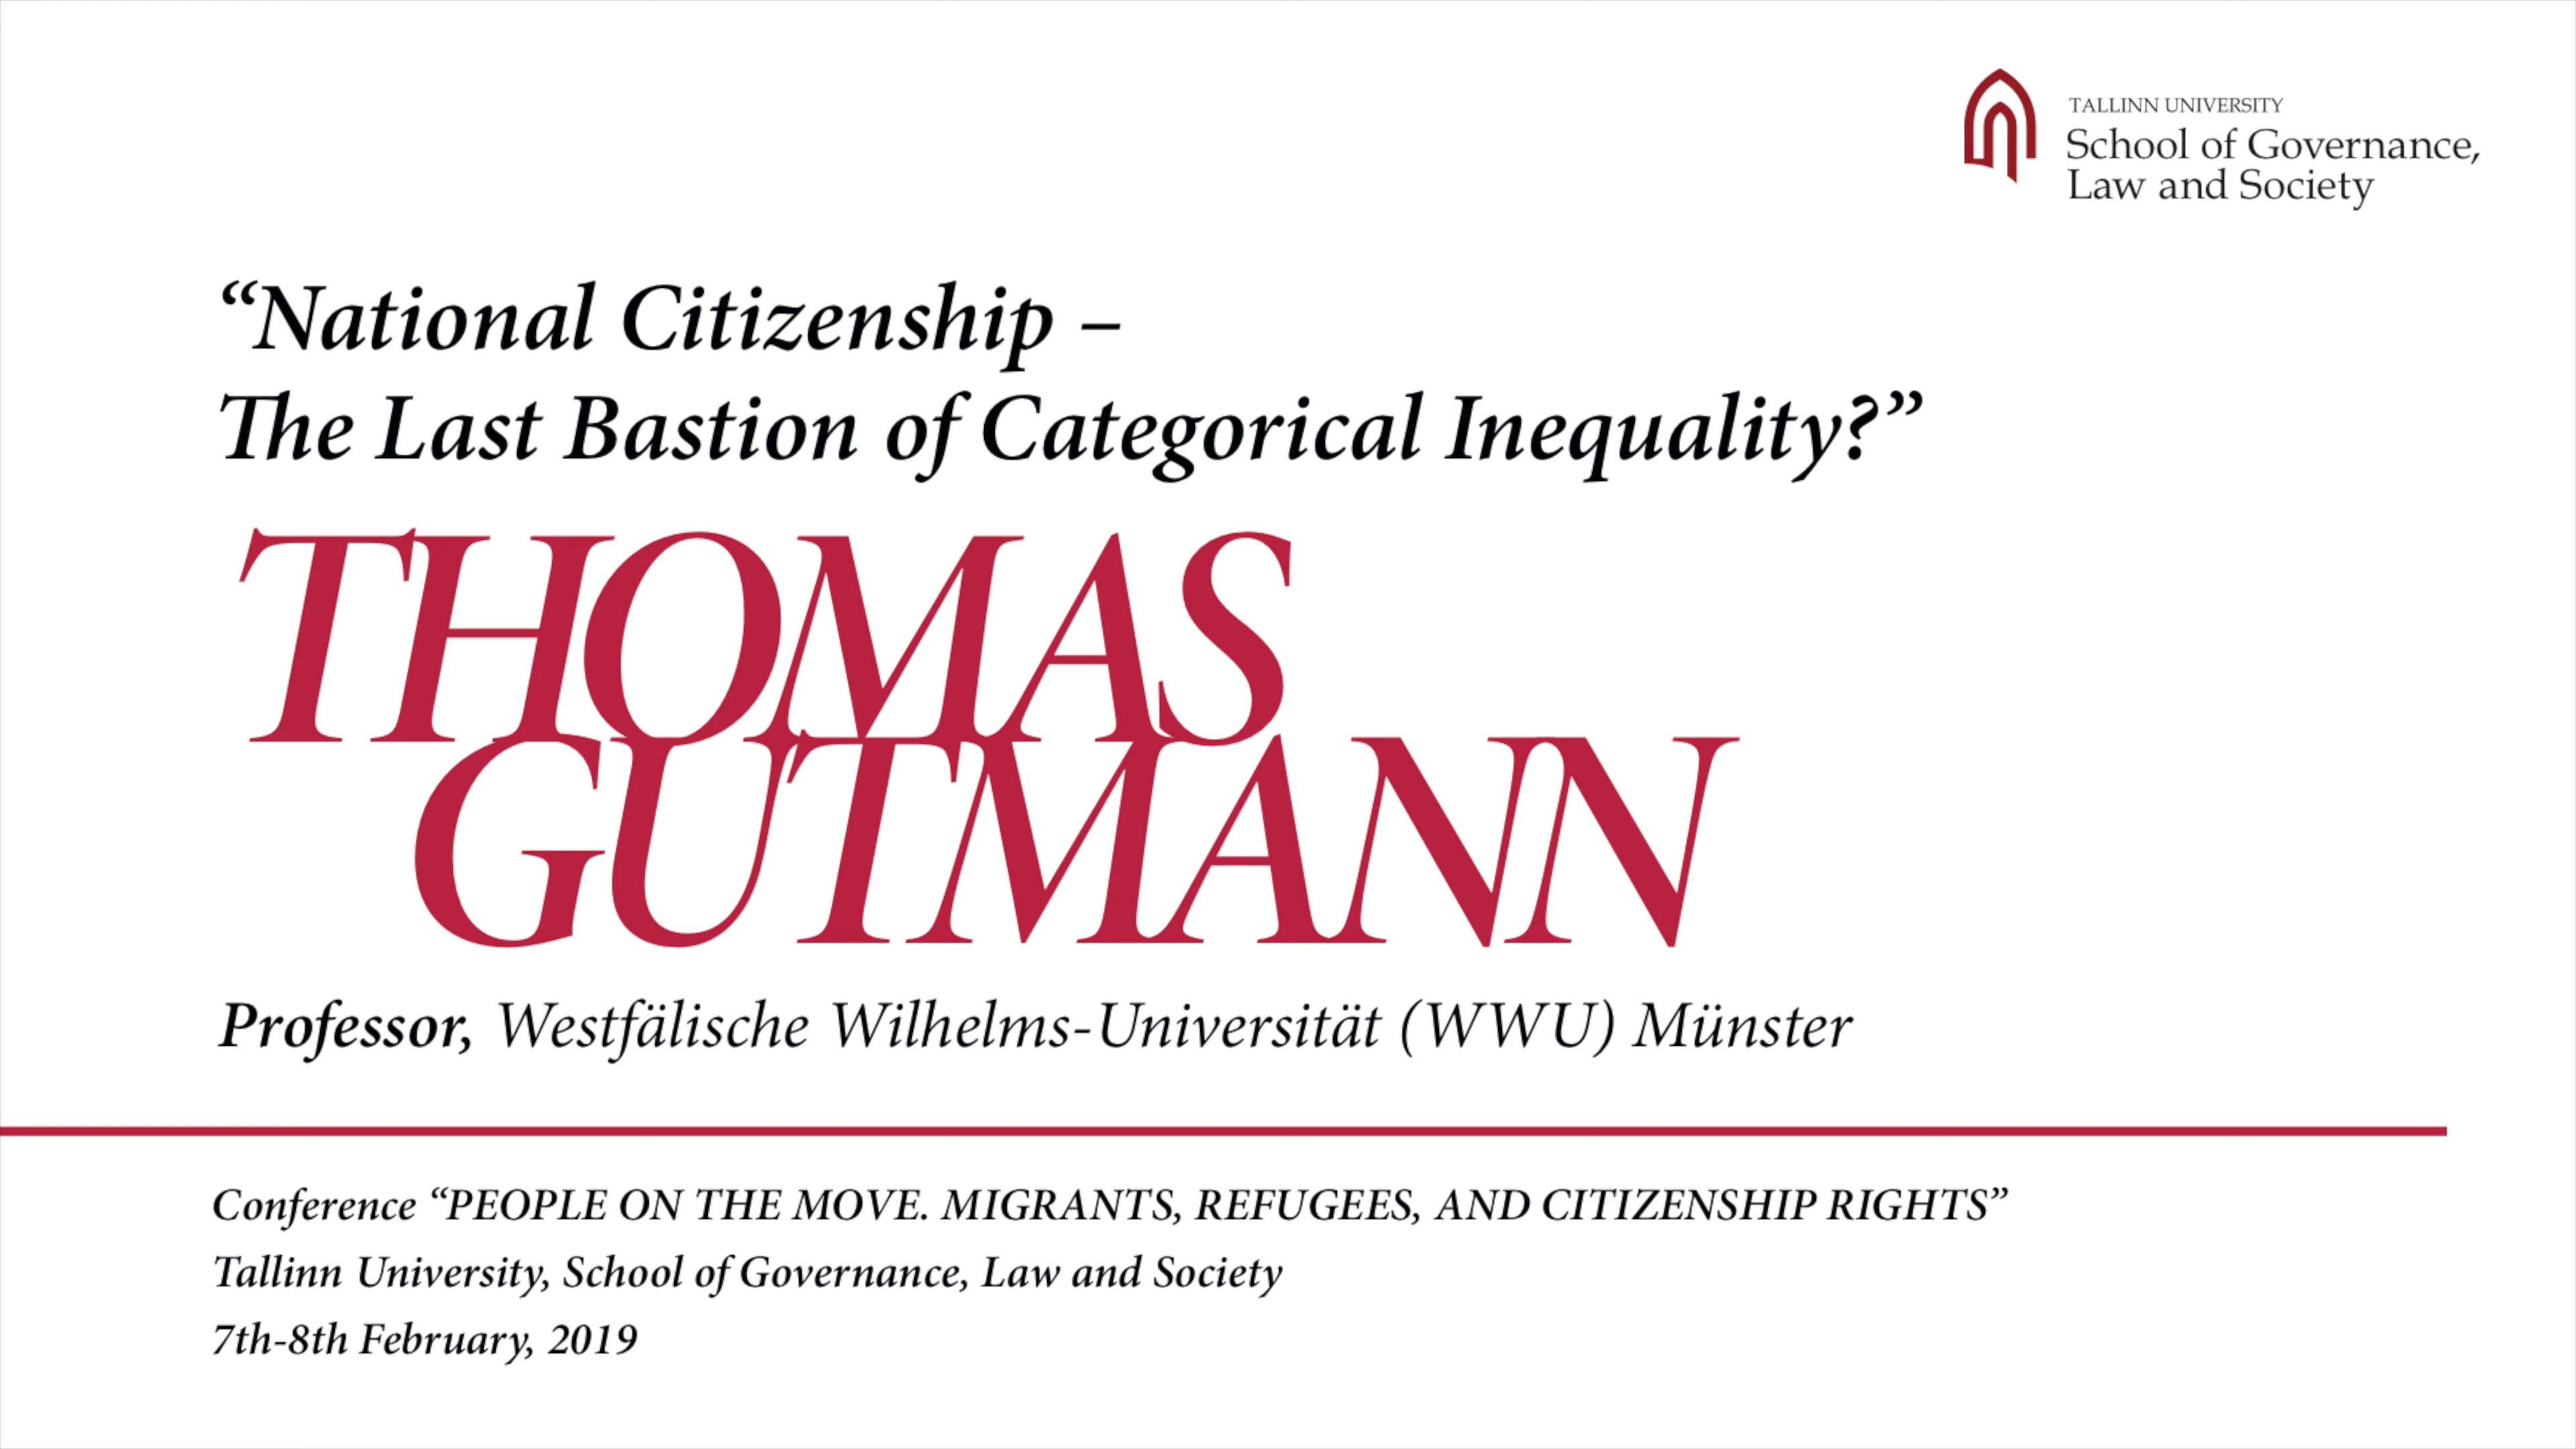 TALLINN UNIVERSITY
School of Governance,
Law and Society
“National Citizenship –
The Last Bastion of Categorical Inequality?”
THOMAS
GUTMANN
Professor, Westfälische Wilhelms-Universität (WWU) Münster
Conference “PEOPLE ON THE MOVE. MIGRANTS, REFUGEES, AND CITIZENSHIP RIGHTS”
Tallinn University, School of Governance, Law and Society
7th-8th February, 2019